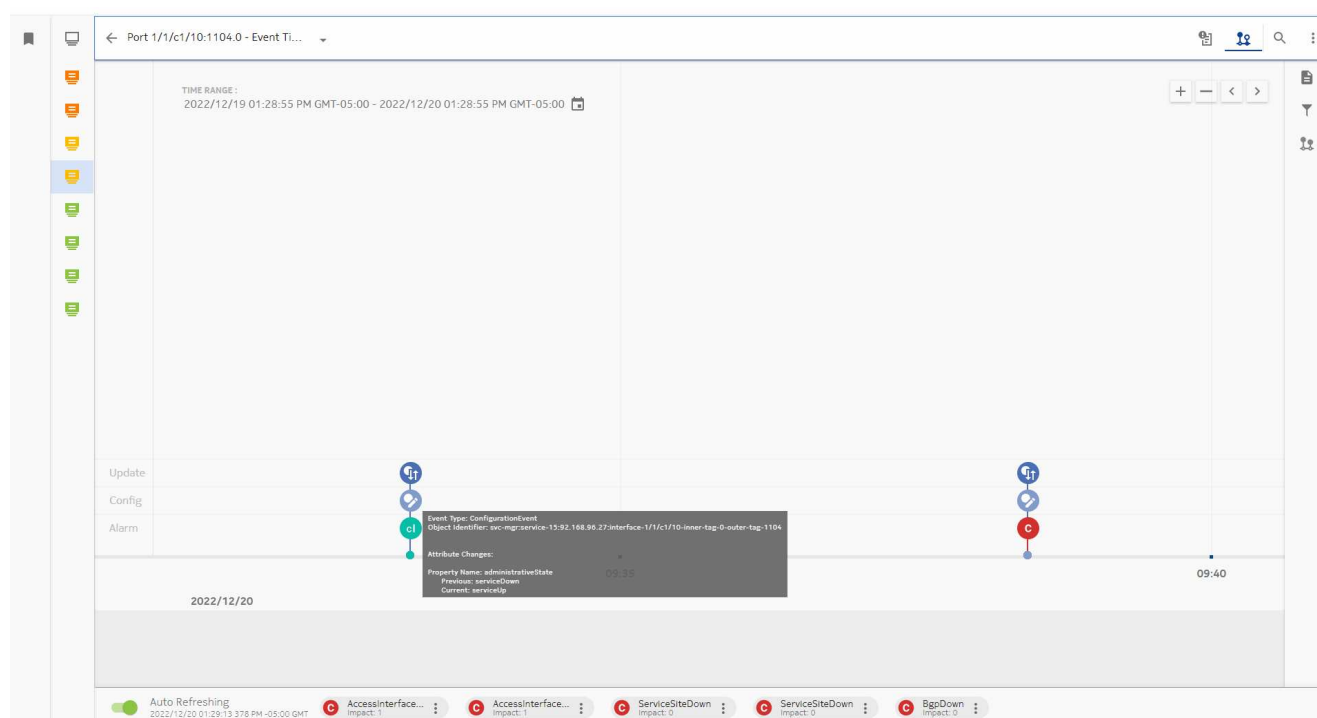 Port 1/1/c1/10:1104.0 - Event Ti...
TIME RANGE :
2022/12/19 01:28:55 PM GMT-05:00 - 2022/12/20 01:28:55 PM GMT-05:00
Update
Config
Alarm
cl
C
Event Type: ConfigurationEvent
Object Identifier: svc-mgr:service-15:92.168.96.27:interface-1/1/c1/10-inner-tag-0-outer-tag-1104
Attribute Changes:
Property Name: administrativeState
Previous: serviceDown
Current: serviceUp
09:35
09:40
2022/12/20
Auto Refreshing
2022/12/20 01:29:13 378 PM -05:00 GMT
C AccessInterface...
Impact: 1
C AccessInterface...
Impact: 1
C ServiceSiteDown
Impact: 0
C ServiceSiteDown
Impact: 0
C BgpDown
Impact: 0